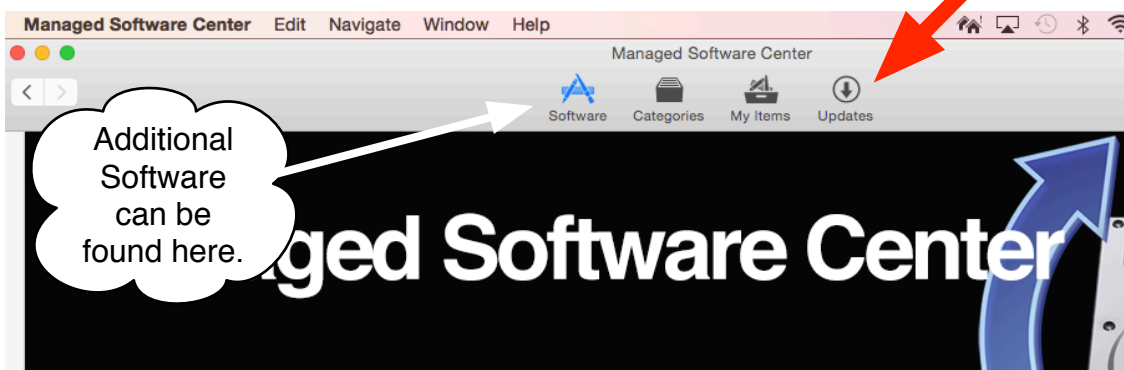 Managed Software Center Edit Navigate Window Help
Managed Software Center
Software Categories My Items Updates
Additional
Software
can be
found here.
ged Software Center